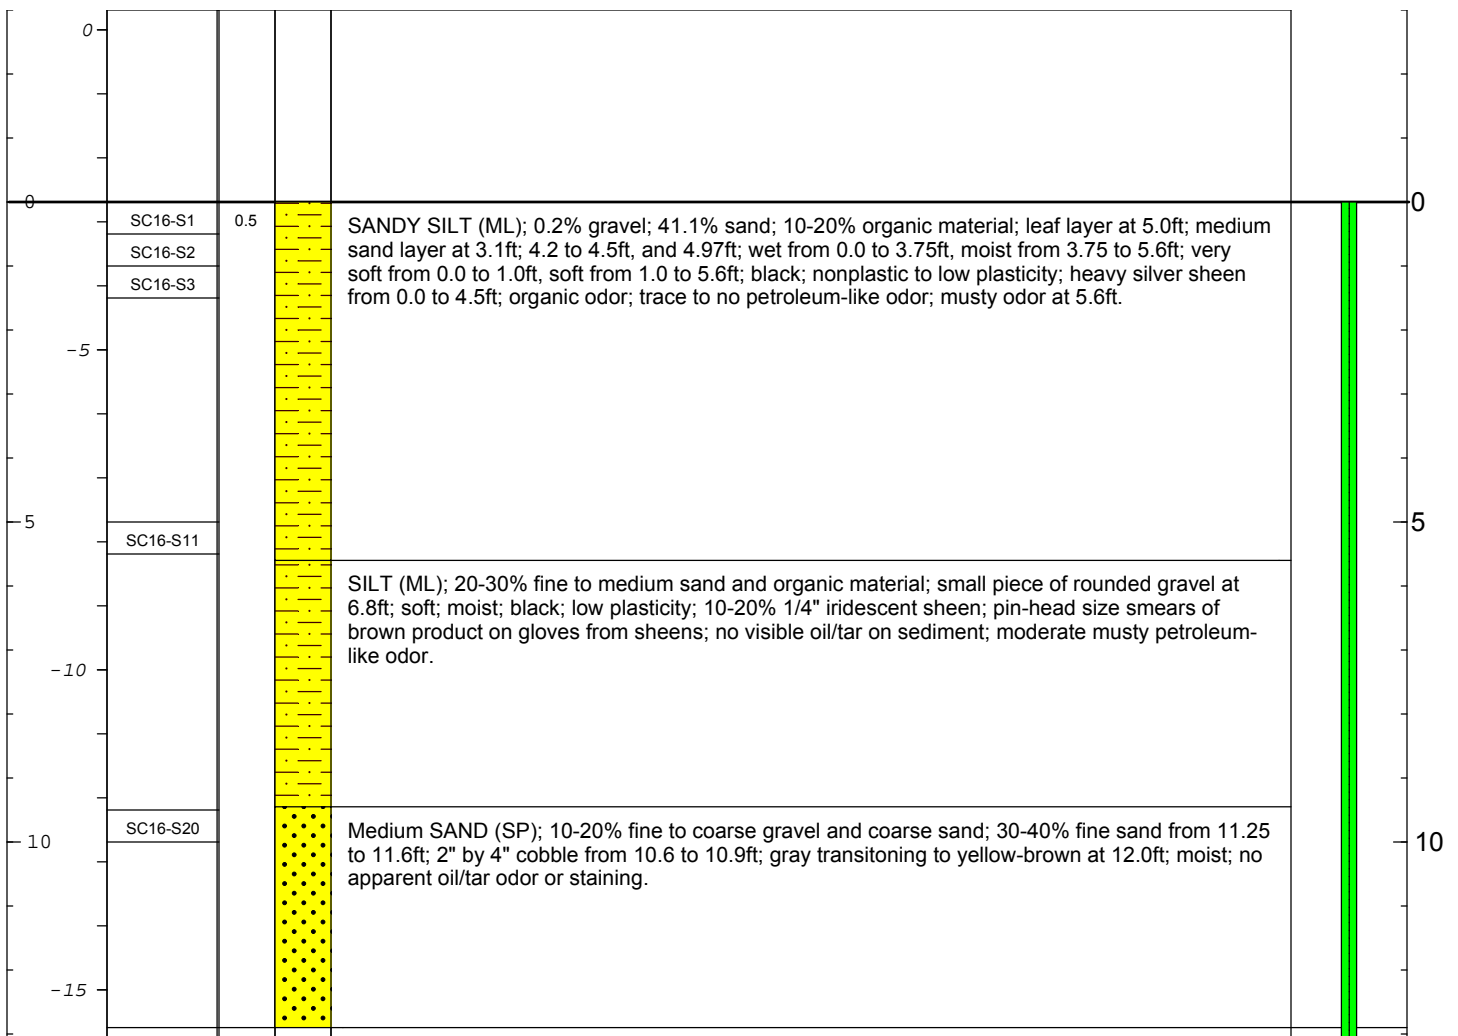 0
0
0
SC16-S1
0.5
SANDY SILT (ML); 0.2% gravel; 41.1% sand; 10-20% organic material; leaf layer at 5.0ft; medium
sand layer at 3.1ft; 4.2 to 4.5ft, and 4.97ft; wet from 0.0 to 3.75ft, moist from 3.75 to 5.6ft; very
soft from 0.0 to 1.0ft, soft from 1.0 to 5.6ft; black; nonplastic to low plasticity; heavy silver sheen
from 0.0 to 4.5ft; organic odor; trace to no petroleum-like odor; musty odor at 5.6ft.
SC16-S2
SC16-S3
-5
5
5
SC16-S11
SILT (ML); 20-30% fine to medium sand and organic material; small piece of rounded gravel at
6.8ft; soft; moist; black; low plasticity; 10-20% 1/4" iridescent sheen; pin-head size smears of
brown product on gloves from sheens; no visible oil/tar on sediment; moderate musty petroleum-
like odor.
-10
SC16-S20
Medium SAND (SP); 10-20% fine to coarse gravel and coarse sand; 30-40% fine sand from 11.25
to 11.6ft; 2" by 4" cobble from 10.6 to 10.9ft; gray transitoning to yellow-brown at 12.0ft; moist; no
apparent oil/tar odor or staining.
10
10
-15